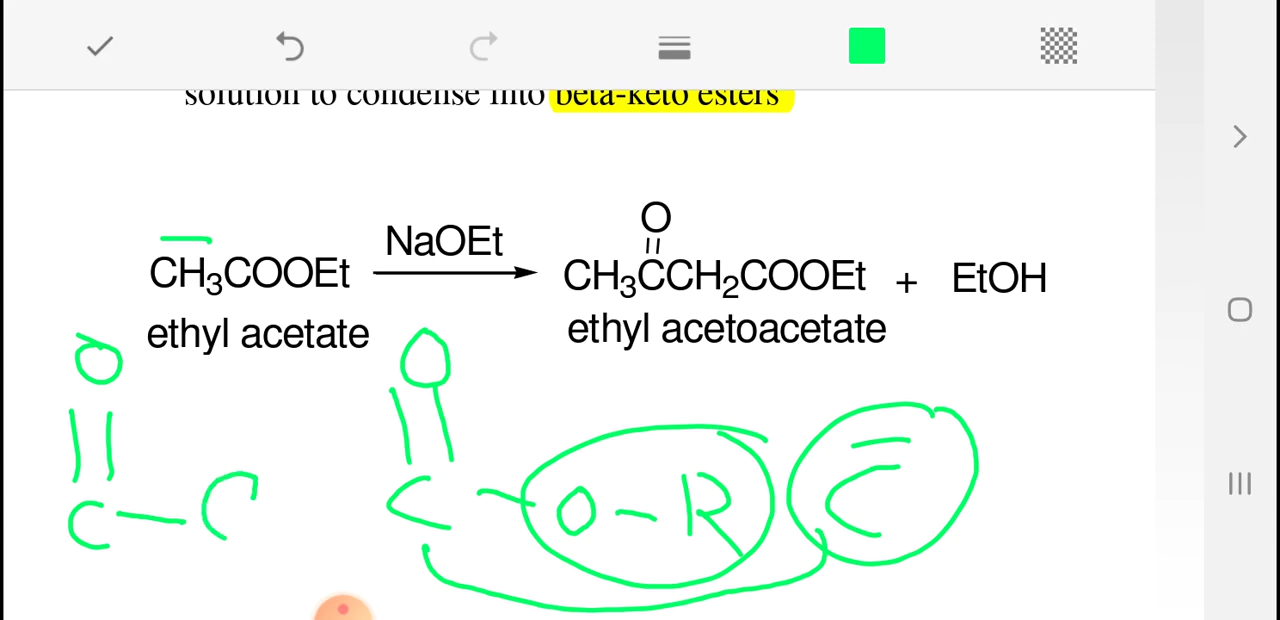 solution to condense into beta-keto esters
O
NaOEt
CH₃COOEt → CH₃CCH₂COOEt + EtOH
ethyl acetate ethyl acetoacetate
O O
C - C C - O - R C